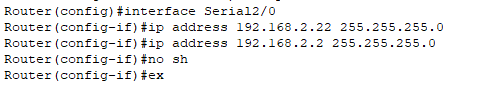 Router(config)#interface Serial2/0
Router(config-if)#ip address 192.168.2.22 255.255.255.0
Router(config-if)#ip address 192.168.2.2 255.255.255.0
Router(config-if)#no sh
Router(config-if)#ex